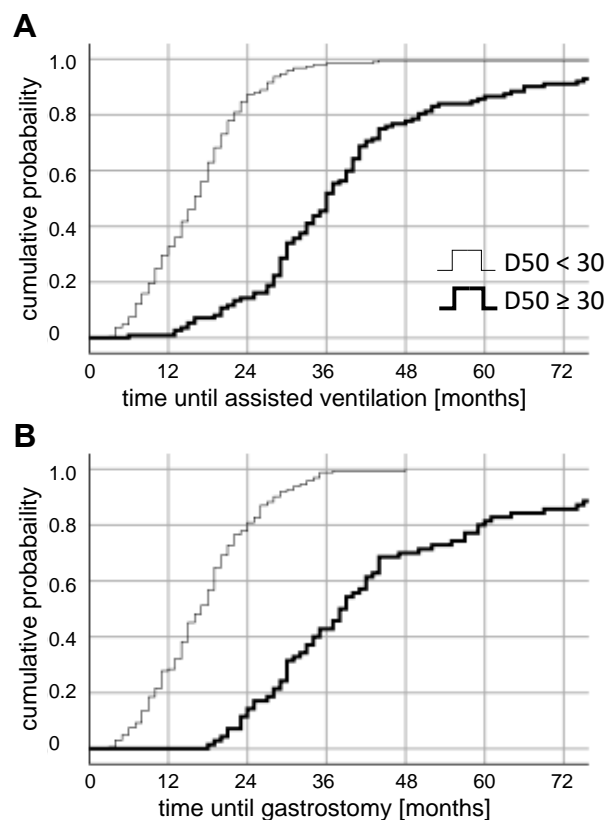 A
cumulative probabaility
1.0
0.8
0.6
0.4
0.2
0
D50 < 30
D50 ≥ 30
0 12 24 36 48 60 72
time until assisted ventilation [months]
B
cumulative probabaility
1.0
0.8
0.6
0.4
0.2
0
0 12 24 36 48 60 72
time until gastrostomy [months]